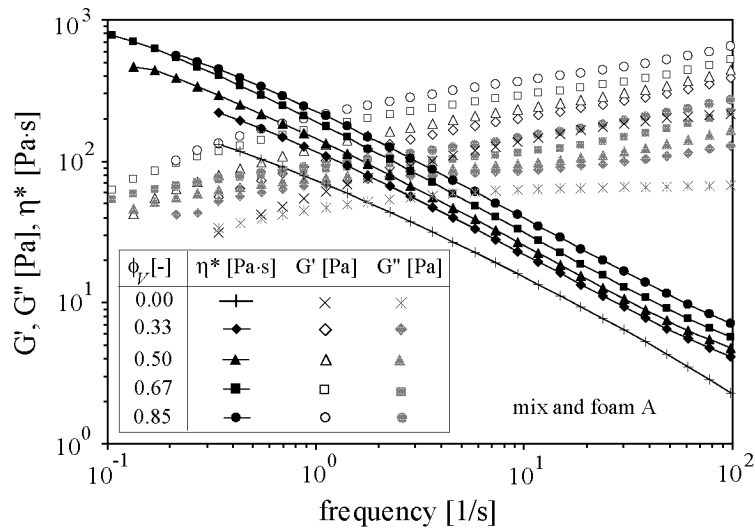 10³
10²
10¹
10⁰
G', G" [Pa], η* [Pa·s]
ϕV [-] η* [Pa·s] G' [Pa] G" [Pa]
0.00
0.33
0.50
0.67
0.85
mix and foam A
10⁻¹ 10⁰ 10¹ 10²
frequency [1/s]